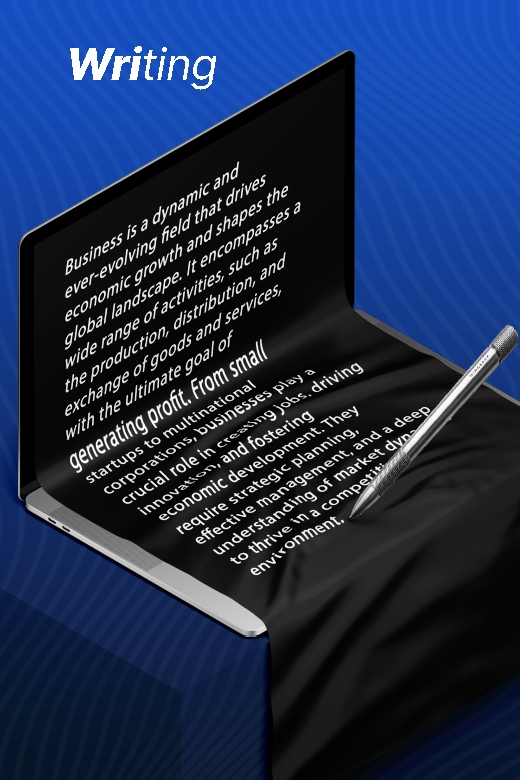 Writing
Business is a dynamic and
ever-evolving field that drives
economic growth and shapes the
global landscape. It encompasses a
wide range of activities, such as
the production, distribution, and
exchange of goods and services,
with the ultimate goal of
generating profit. From small
startups to multinational
corporations, businesses play a
crucial role in creating jobs, driving
innovation, and fostering
economic development. They
require strategic planning,
effective management, and a deep
understanding of market
to thrive in a
environment.